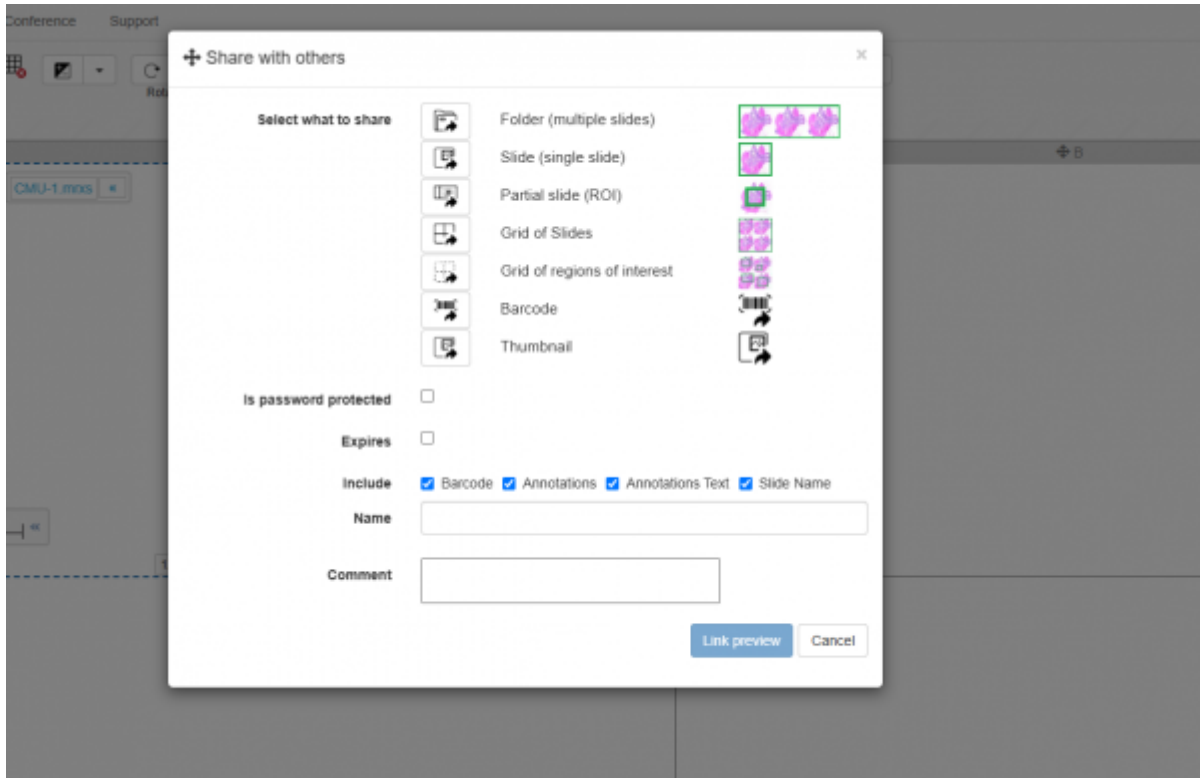 Conference Support
Share with others ×
Rot
Select what to share
Folder (multiple slides)
Slide (single slide)
Partial slide (ROI)
Grid of Slides
Grid of regions of interest
Barcode
Thumbnail
B
CMU-1.mrxs «
Is password protected
Expires
Include Barcode Annotations Annotations Text Slide Name
Name
«
1
Comment
Link preview Cancel